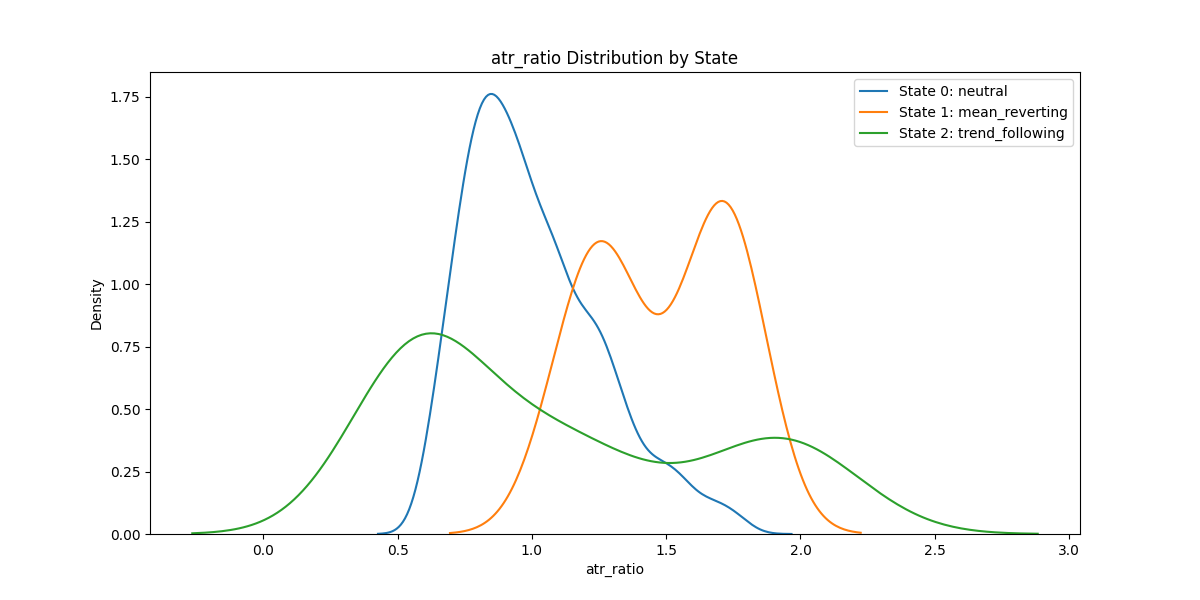 atr_ratio Distribution by State
State 0: neutral
State 1: mean_reverting
State 2: trend_following
Density
1.75
1.50
1.25
1.00
0.75
0.50
0.25
0.00
0.0 0.5 1.0 1.5 2.0 2.5 3.0
atr_ratio